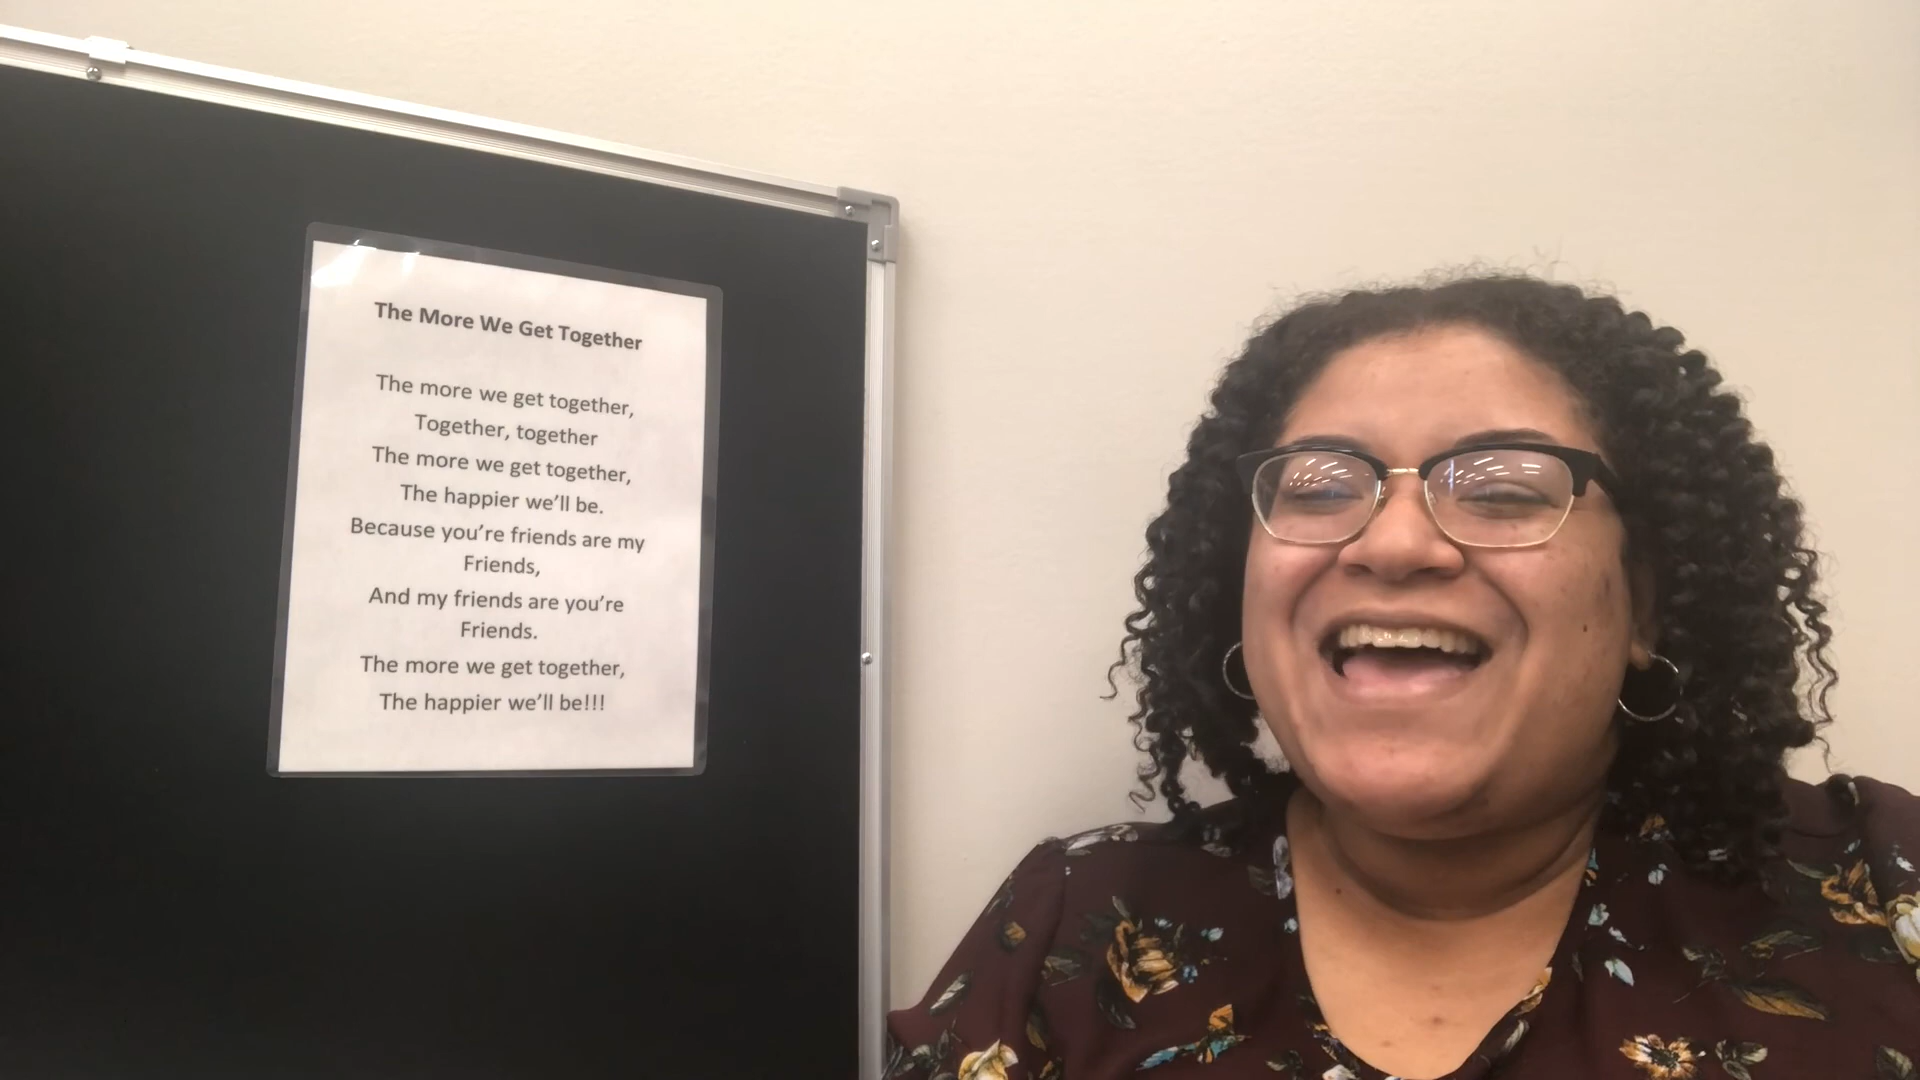 The More We Get Together
The more we get together,
Together, together
The more we get together,
The happier we’ll be.
Because you’re friends are my
Friends,
And my friends are you’re
Friends.
The more we get together,
The happier we’ll be!!!